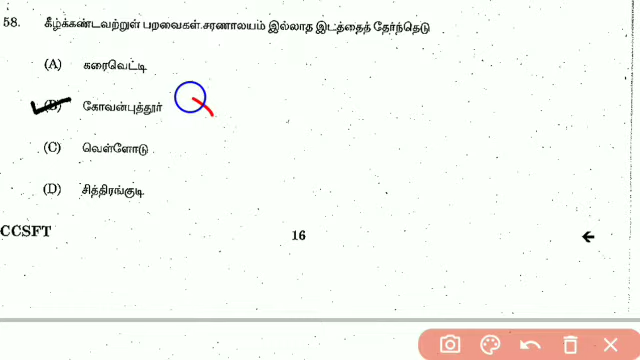 58. கீழ்க்கண்டவற்றுள் பறவைகள் சரணாலயம் இல்லாத இடத்தைத் தேர்ந்தெடு
(A) கரைவெட்டி
(B) கோவன்புத்தூர்
(C) வெள்ளோடு
(D) சித்திரங்குடி
CCSFT 16